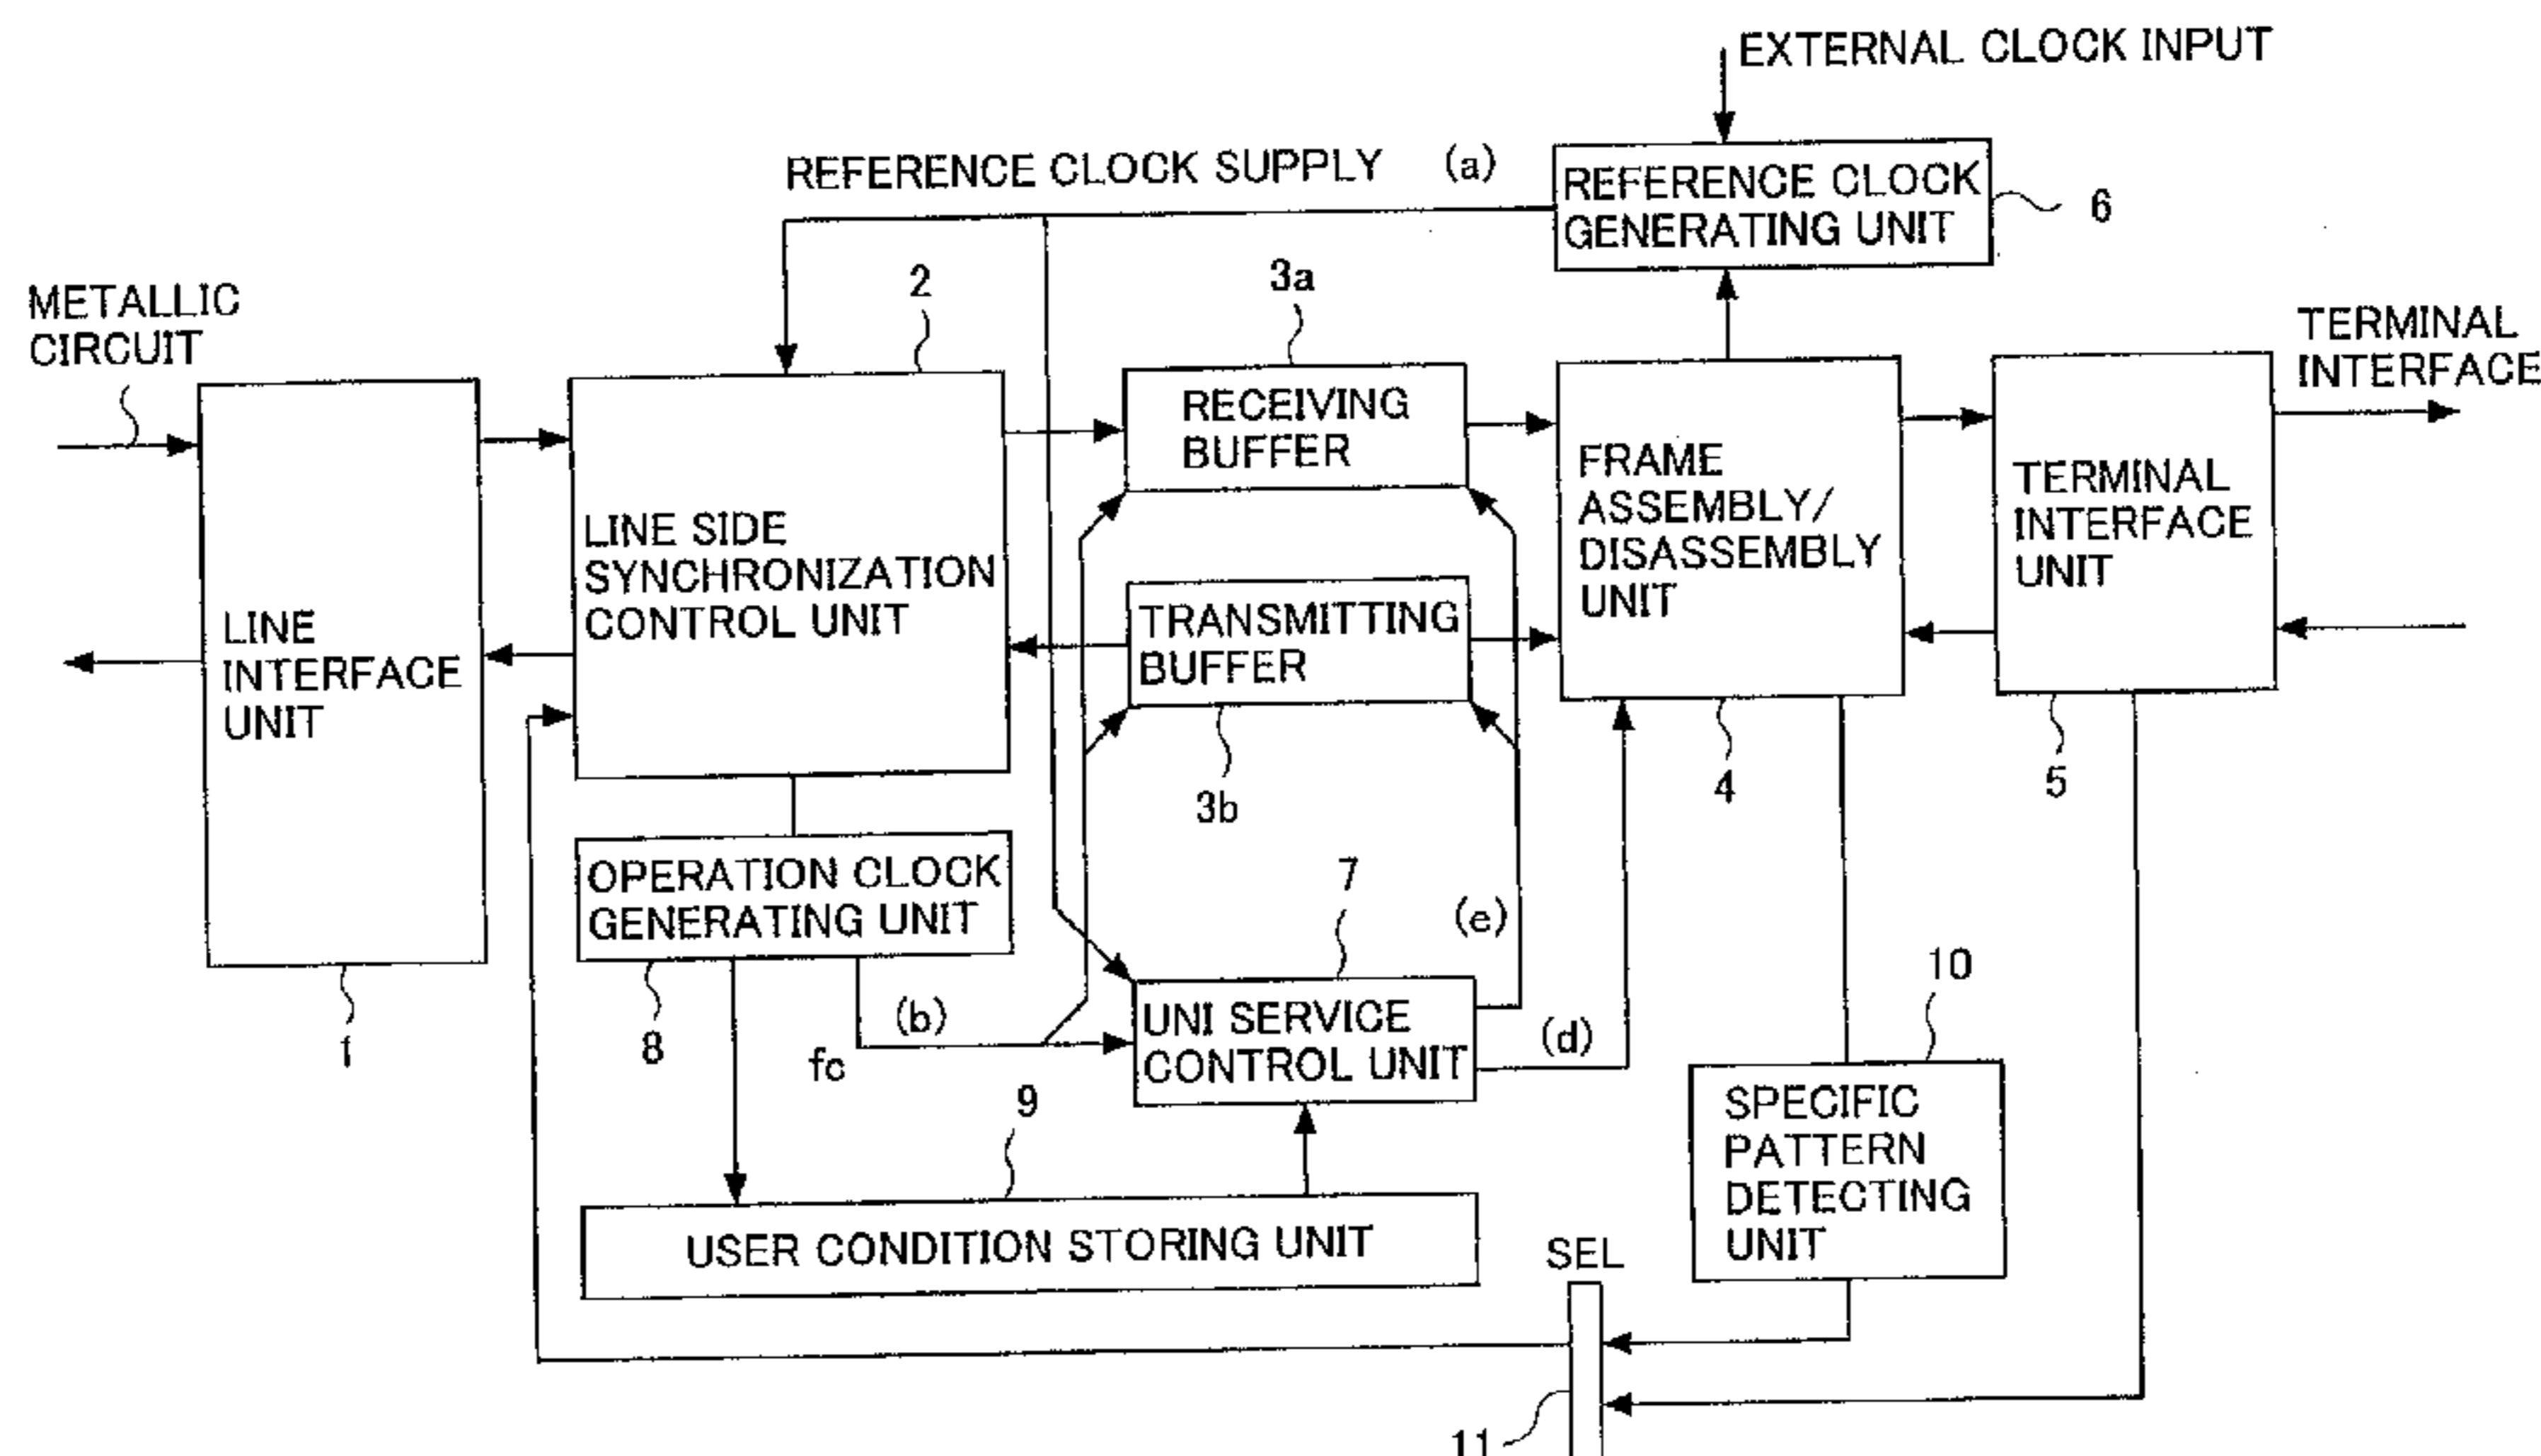 EXTERNAL CLOCK INPUT
REFERENCE CLOCK SUPPLY (a)
REFERENCE CLOCK
GENERATING UNIT
6
METALLIC
CIRCUIT
2
3a
TERMINAL
INTERFACE
RECEIVING
BUFFER
FRAME
ASSEMBLY/
DISASSEMBLY
UNIT
TERMINAL
INTERFACE
UNIT
LINE SIDE
SYNCHRONIZATION
CONTROL UNIT
LINE
INTERFACE
UNIT
TRANSMITTING
BUFFER
3b
4
5
OPERATION CLOCK
GENERATING UNIT
7
(e)
10
1
8
(b)
fc
UNI SERVICE
CONTROL UNIT
(d)
9
SPECIFIC
PATTERN
DETECTING
UNIT
USER CONDITION STORING UNIT
SEL
11